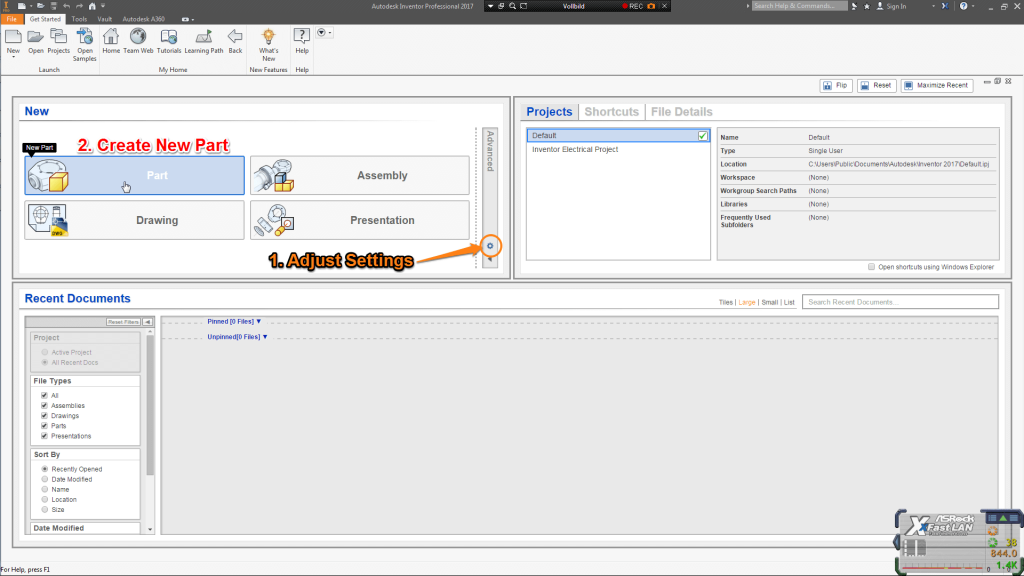 Autodesk Inventor Professional 2017
Vollbild
REC
Search Help & Commands...
Sign In
File
Get Started
Tools
Vault
Autodesk A360
New
Open
Projects
Open Samples
Home
Team Web
Tutorials
Learning Path
Back
What's New
Help
Launch
My Home
New Features
Help
Flip
Reset
Maximize Recent
New
2. Create New Part
New Part
Part
Assembly
Drawing
Presentation
DWG
Advanced
1. Adjust Settings
Projects
Shortcuts
File Details
Default
Inventor Electrical Project
Name Default
Type Single User
Location C:\Users\Public\Documents\Autodesk\Inventor 2017\Default.ipj
Workspace (None)
Workgroup Search Paths (None)
Libraries (None)
Frequently Used (None)
Subfolders
Open shortcuts using Windows Explorer
Recent Documents
Tiles | Large | Small | List
Search Recent Documents...
Reset Filters
Pinned [0 Files]
Unpinned[0 Files]
Project
Active Project
All Recent Docs
File Types
All
Assemblies
Drawings
Parts
Presentations
Sort By
Recently Opened
Date Modified
Name
Location
Size
Date Modified
ASRock
XFast LAN
38
844.0
1.4K
For Help, press F1